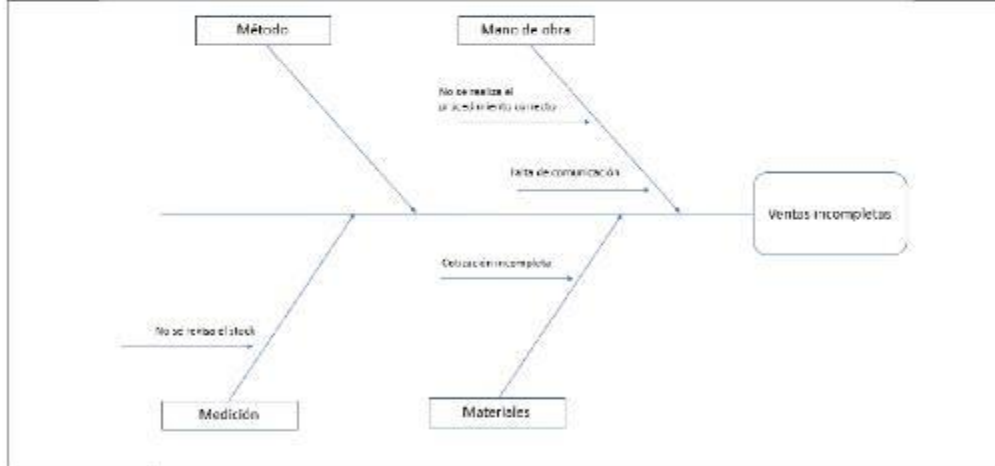 Método
Mano de obra
No se realiza el
procedimiento correcto
Falta de comunicación
Ventas incompletas
Cotización incompleta
No se revisa el stock
Medición
Materiales